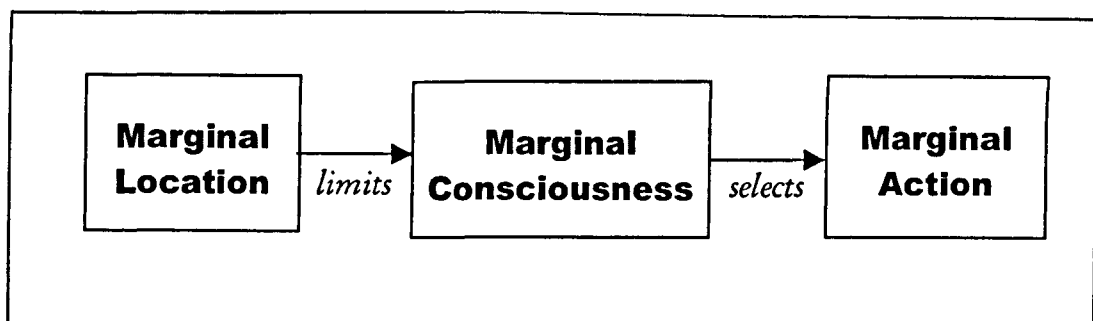 Marginal
Location
limits
Marginal
Consciousness
selects
Marginal
Action